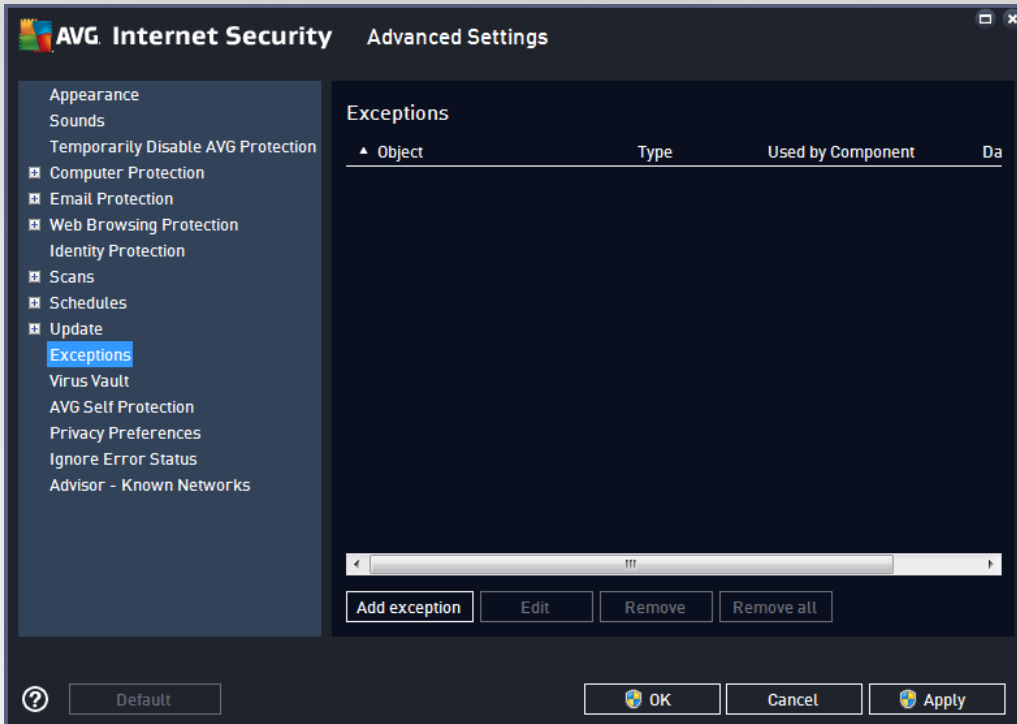 AVG Internet Security Advanced Settings
Appearance
Sounds
Temporarily Disable AVG Protection
Computer Protection
Email Protection
Web Browsing Protection
Identity Protection
Scans
Schedules
Update
Exceptions
Virus Vault
AVG Self Protection
Privacy Preferences
Ignore Error Status
Advisor - Known Networks
Exceptions
Object Type Used by Component Da
Add exception Edit Remove Remove all
Default OK Cancel Apply